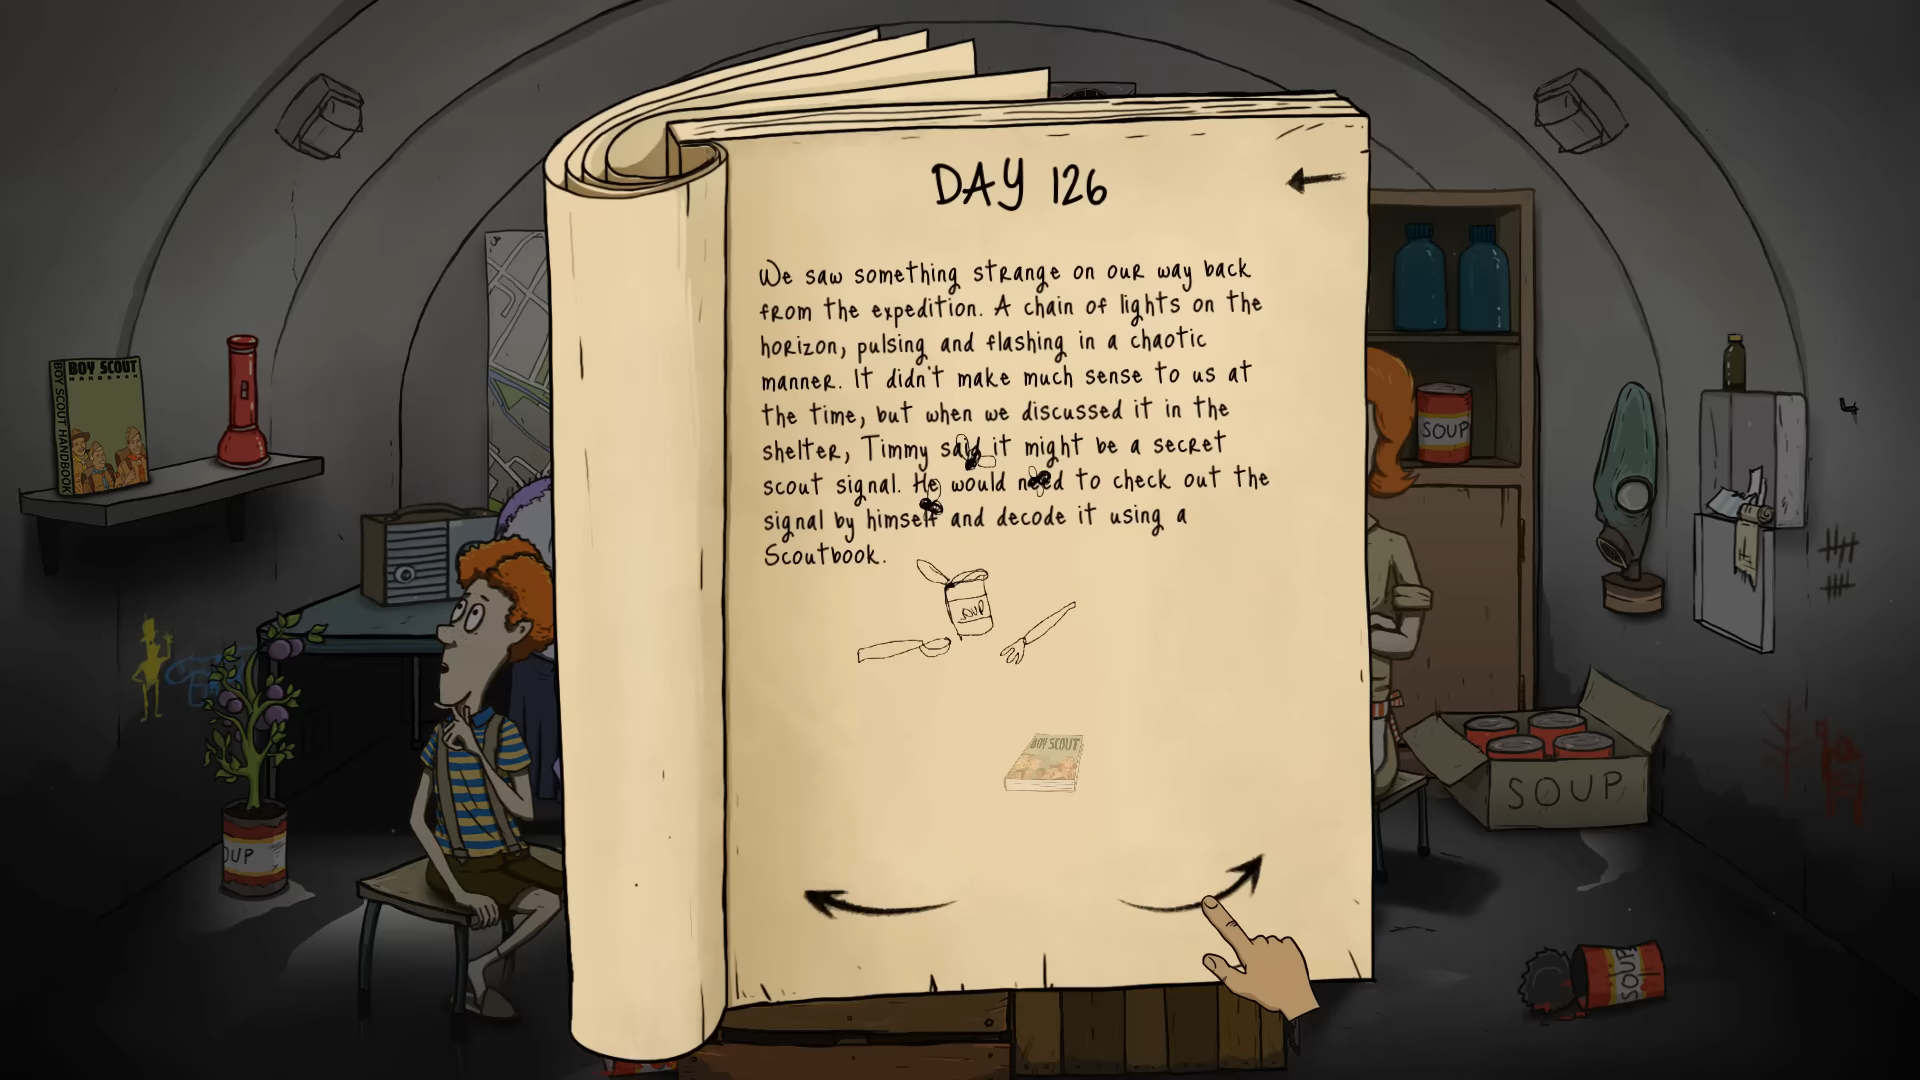 DAY 126
We saw something strange on our way back
from the expedition. A chain of lights on the
horizon, pulsing and flashing in a chaotic
manner. It didn't make much sense to us at
the time, but when we discussed it in the
shelter, Timmy said it might be a secret
scout signal. He would need to check out the
signal by himself and decode it using a
Scoutbook.
SOUP
BOY SCOUT
BOY SCOUT
HANDBOOK
BOY SCOUT HANDBOOK
SOUP
OUP
SOUP
SOUP